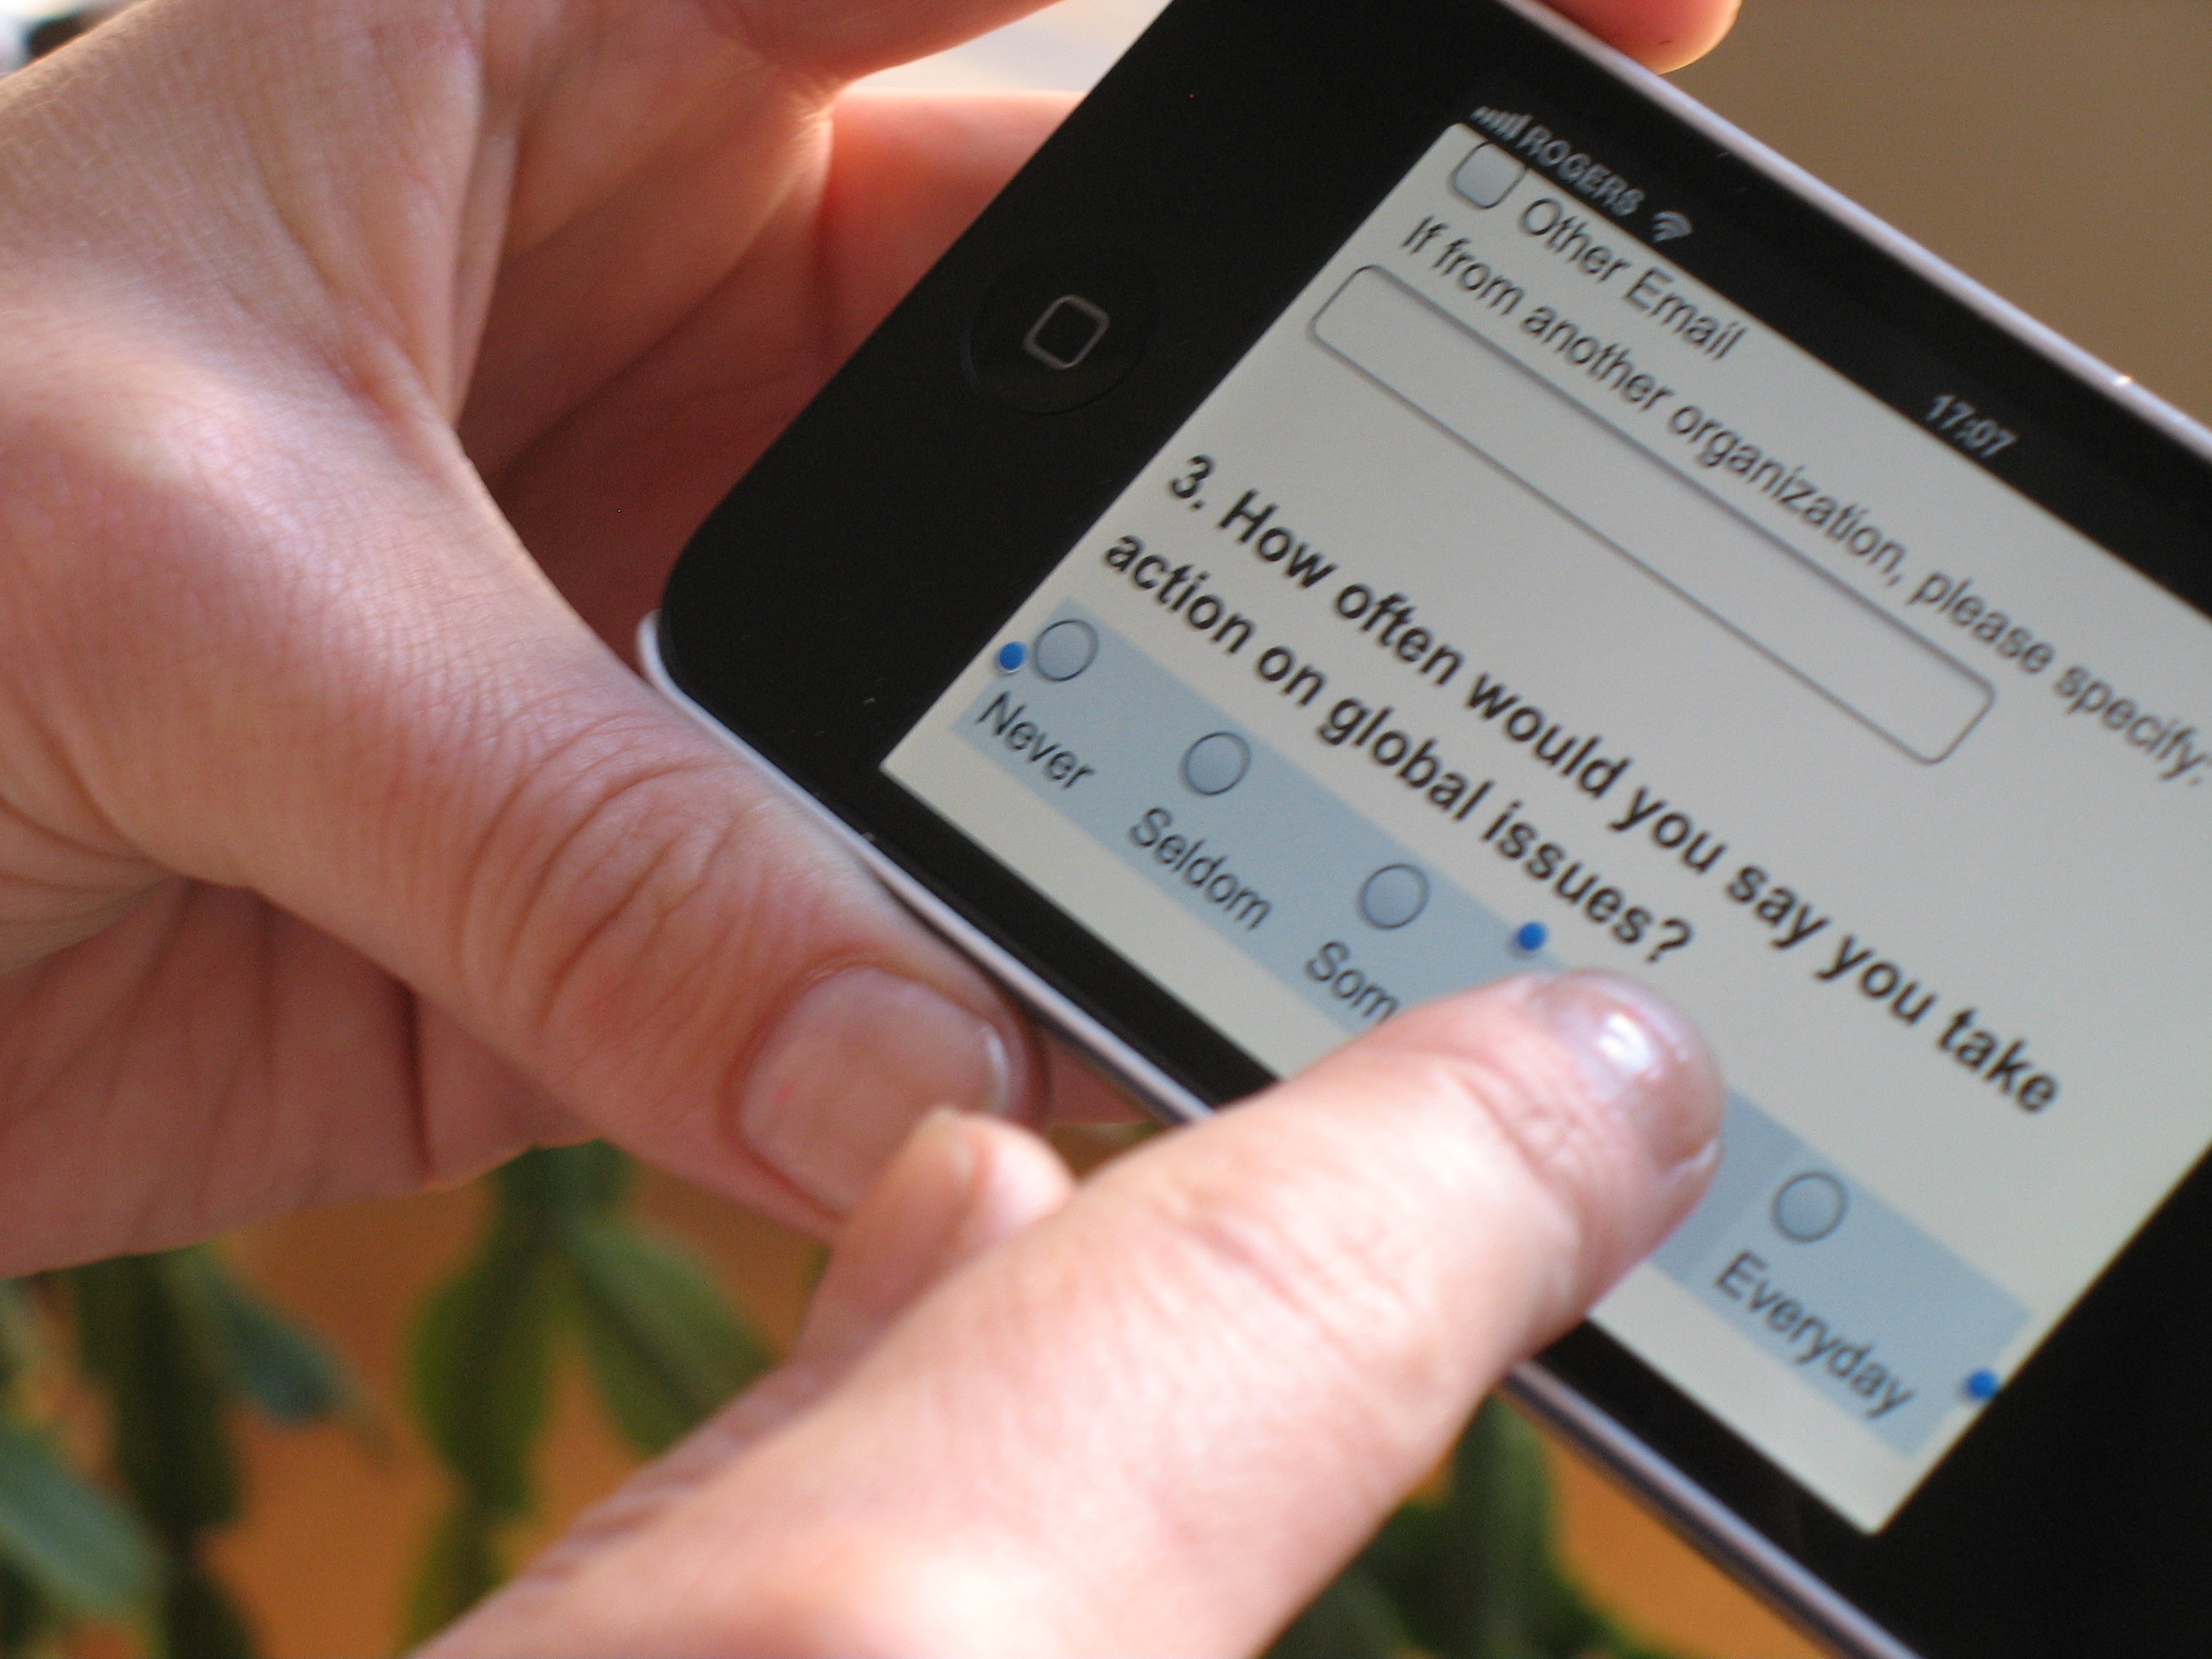 ROGERS 17:07
Other Email
If from another organization, please specify:
3. How often would you say you take
action on global issues?
Never Seldom Som Everyday